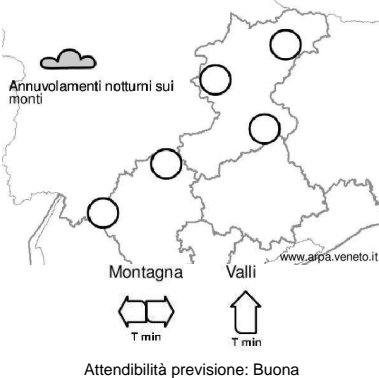 Annuvolamenti notturni sui
monti
www.arpa.veneto.it
Montagna Valli
T min T min
Attendibilità previsione: Buona